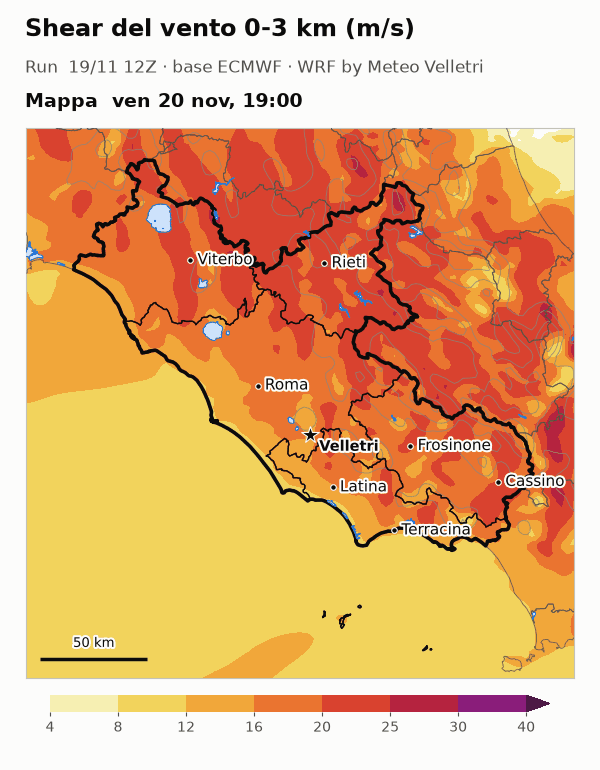 Shear del vento 0-3 km (m/s)
Run  19/11 12Z · base ECMWF · WRF by Meteo Velletri
Mappa  ven 20 nov, 19:00
Viterbo
Rieti
Roma
Velletri
Frosinone
Cassino
Latina
Terracina
50 km
4 8 12 16 20 25 30 40